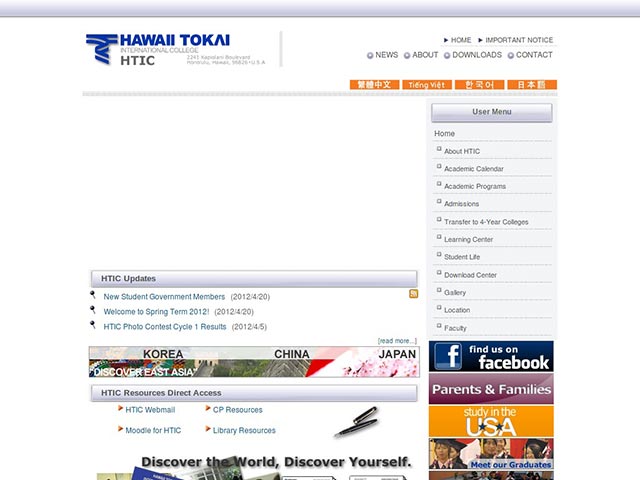 HAWAII TOKAI
INTERNATIONAL COLLEGE
HTIC
2241 Kapiolani Boulevard
Honolulu, Hawaii, 96826 U.S.A
HOME IMPORTANT NOTICE
NEWS ABOUT DOWNLOADS CONTACT
繁體中文 Tiếng Việt 한국어 日本語
User Menu
Home
About HTIC
Academic Calendar
Academic Programs
Admissions
Transfer to 4-Year Colleges
Learning Center
Student Life
Download Center
Gallery
Location
Faculty
HTIC Updates
New Student Government Members (2012/4/20)
Welcome to Spring Term 2012! (2012/4/20)
HTIC Photo Contest Cycle 1 Results (2012/4/5)
[read more...]
KOREA CHINA JAPAN
"DISCOVER EAST ASIA"
HTIC Resources Direct Access
HTIC Webmail CP Resources
Moodle for HTIC Library Resources
Discover the World, Discover Yourself.
find us on
facebook
Parents & Families
study in the
USA
Meet our Graduates